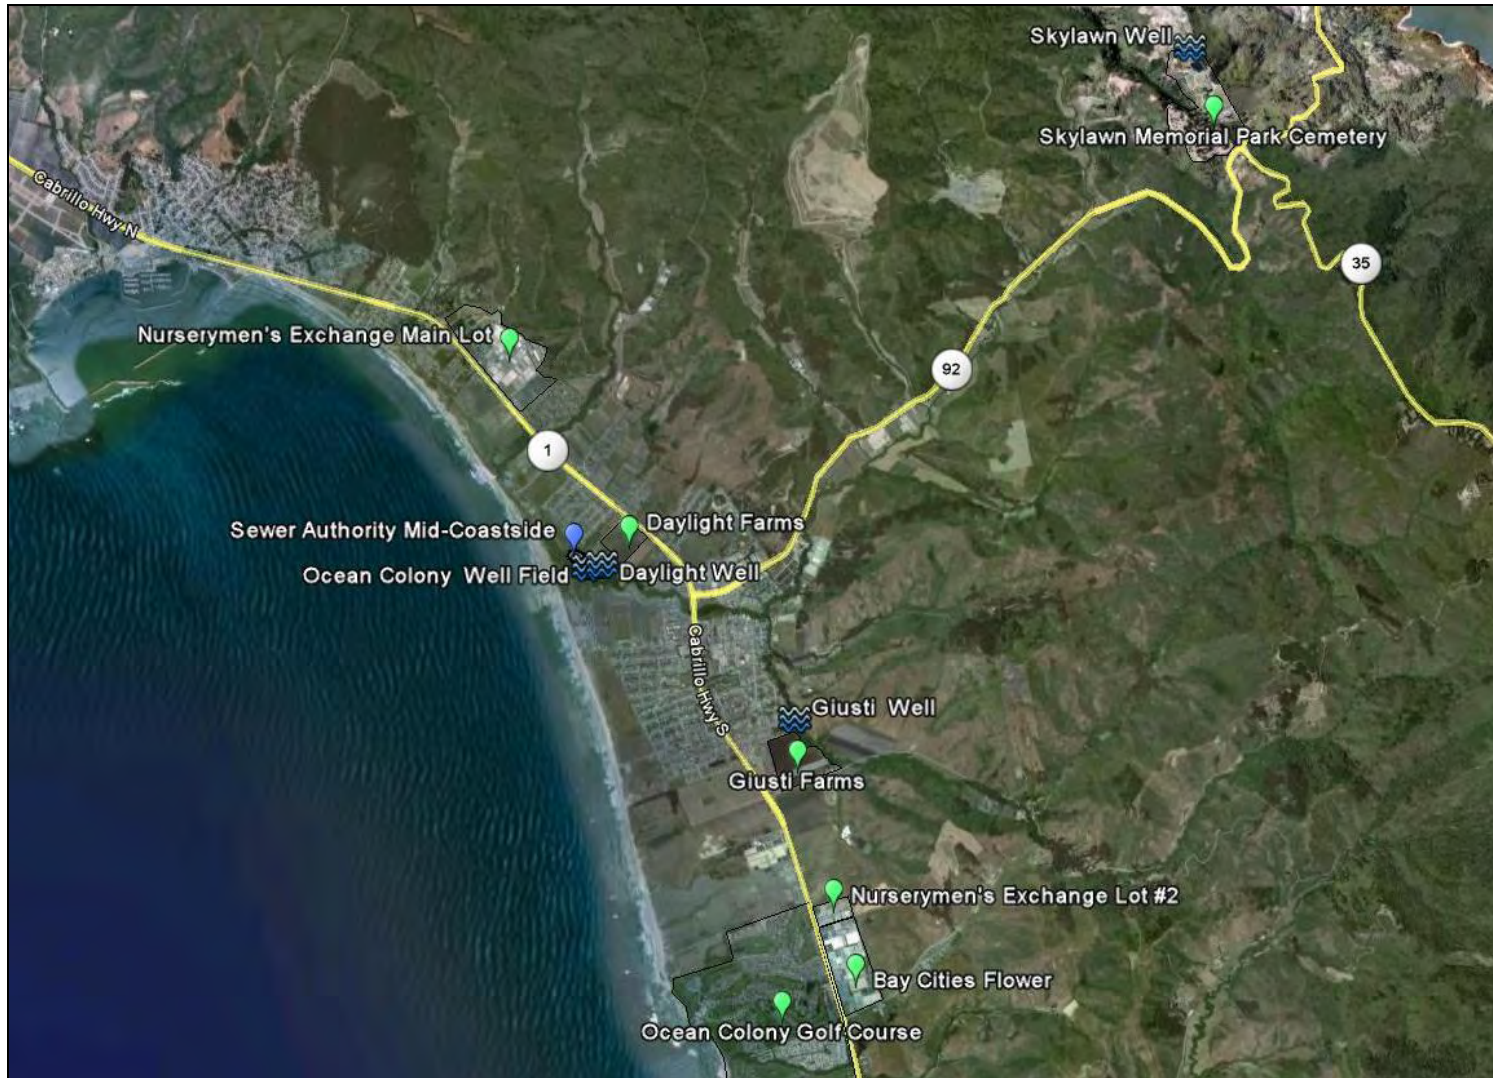 Skylawn Well
Skylawn Memorial Park Cemetery
Cabrillo Hwy N
35
Nurserymen's Exchange Main Lot
92
1
Daylight Farms
Sewer Authority Mid-Coastside
Ocean Colony Well Field
Daylight Well
Cabrillo Hwy S
Giusti Well
Giusti Farms
Nurserymen's Exchange Lot #2
Bay Cities Flower
Ocean Colony Golf Course